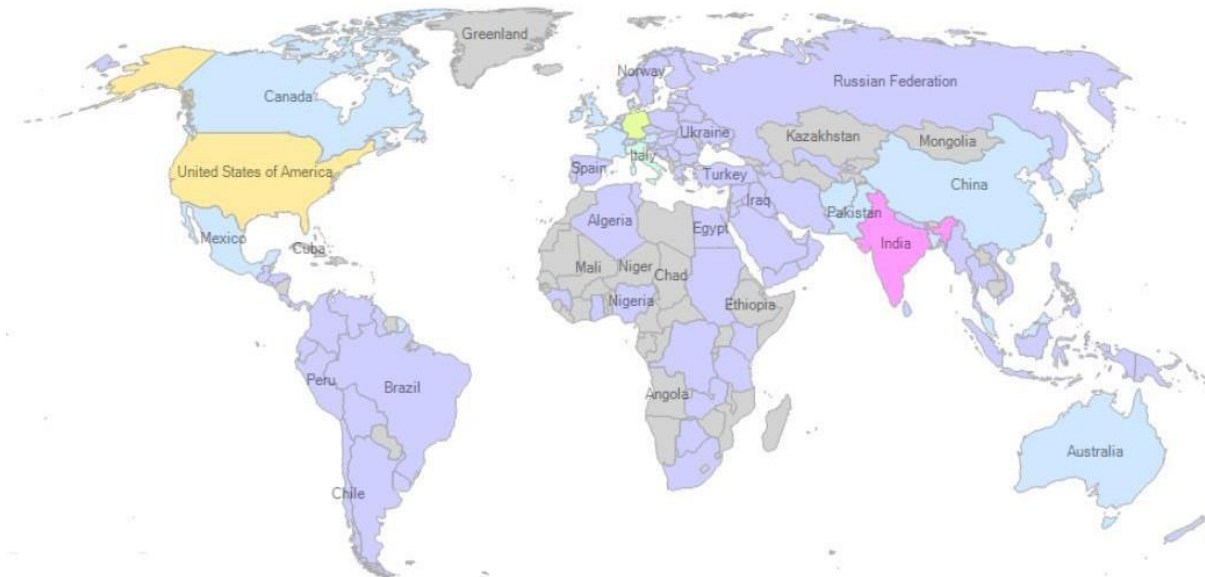 Greenland
Norway
Russian Federation
Canada
Ukraine
Kazakhstan
Mongolia
Italy
United States of America
Spain
Turkey
China
Iraq
Pakistan
Algeria
Egypt
Mexico
India
Cuba
Mali
Niger
Chad
Nigeria
Ethiopia
Peru
Brazil
Angola
Australia
Chile